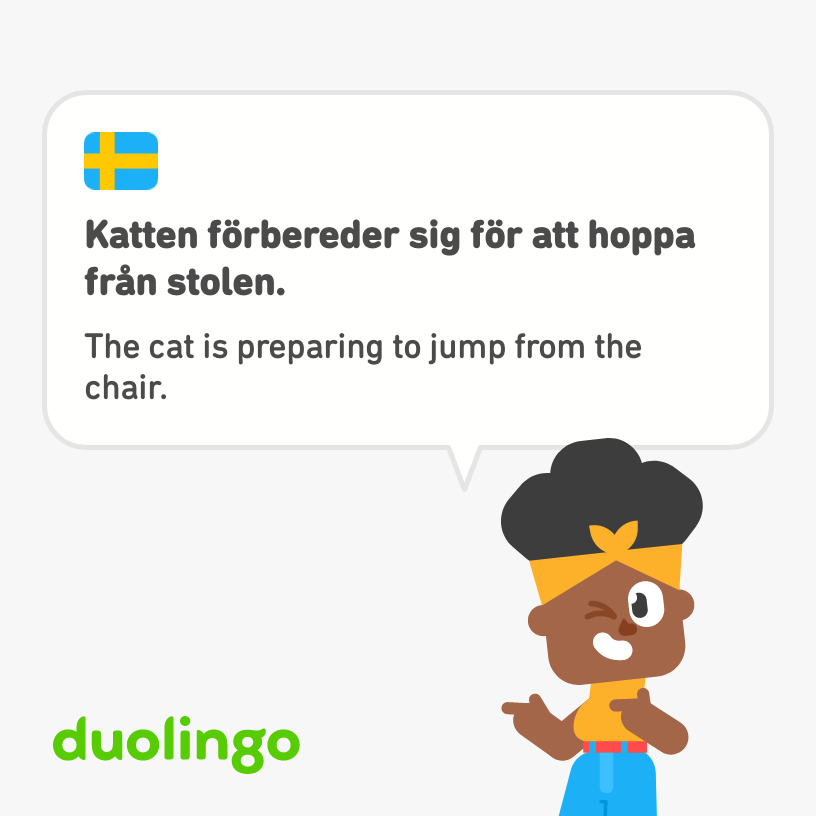 Katten förbereder sig för att hoppa
från stolen.
The cat is preparing to jump from the
chair.
duolingo